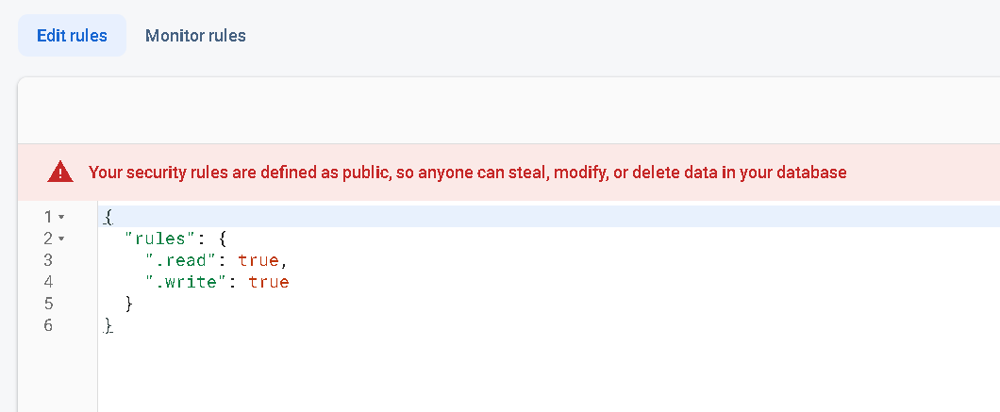 Edit rules Monitor rules
Your security rules are defined as public, so anyone can steal, modify, or delete data in your database
1 {
2 "rules": {
3 ".read": true,
4 ".write": true
5 }
6 }